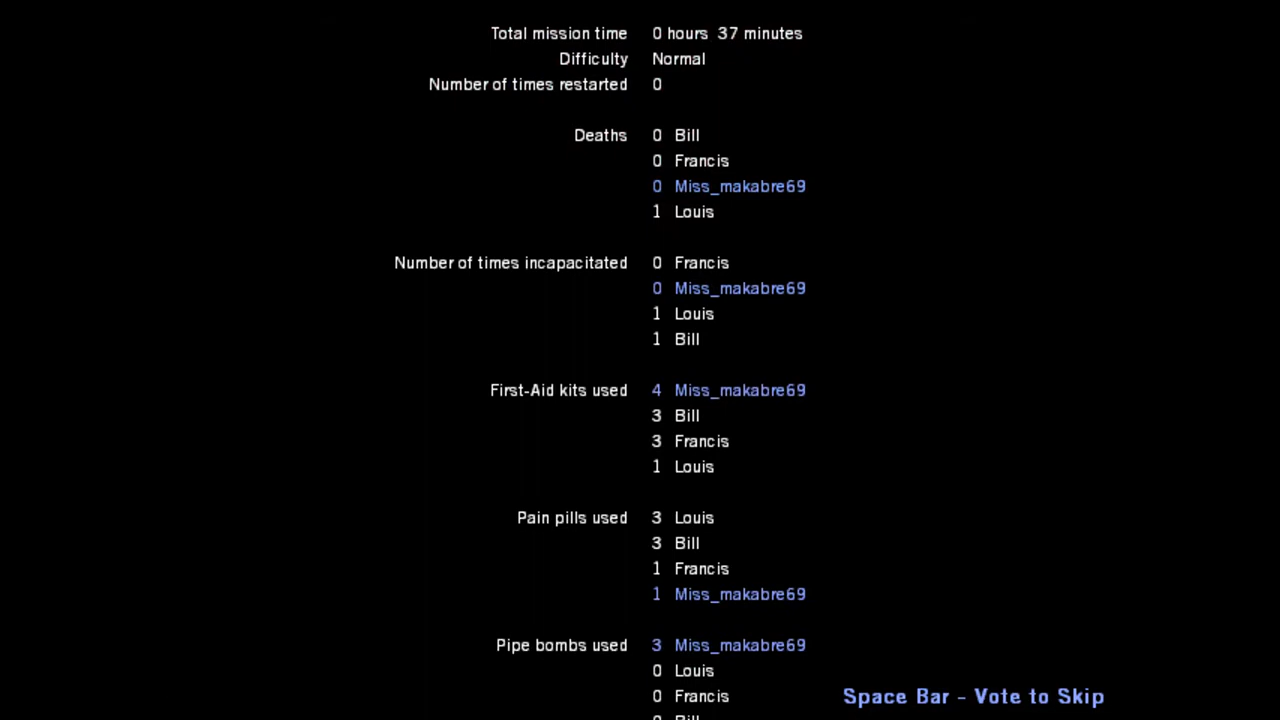 Total mission time 0 hours 37 minutes
Difficulty Normal
Number of times restarted 0
Deaths 0 Bill
0 Francis
0 Miss_makabre69
1 Louis
Number of times incapacitated 0 Francis
0 Miss_makabre69
1 Louis
1 Bill
First-Aid kits used 4 Miss_makabre69
3 Bill
3 Francis
1 Louis
Pain pills used 3 Louis
3 Bill
1 Francis
1 Miss_makabre69
Pipe bombs used 3 Miss_makabre69
0 Louis
0 Francis
Space Bar - Vote to Skip
0 Bill